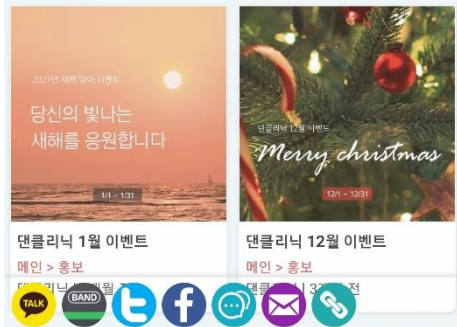 2021년 새해 맞이 이벤트
당신의 빛나는
새해를 응원합니다
1/1 ~ 1/31
댄클리닉 1월 이벤트
메인 > 홍보
댄클리닉 12월 이벤트
Merry christmas
12/1 ~ 12/31
댄클리닉 12월 이벤트
메인 > 홍보
전
TALK
BAND